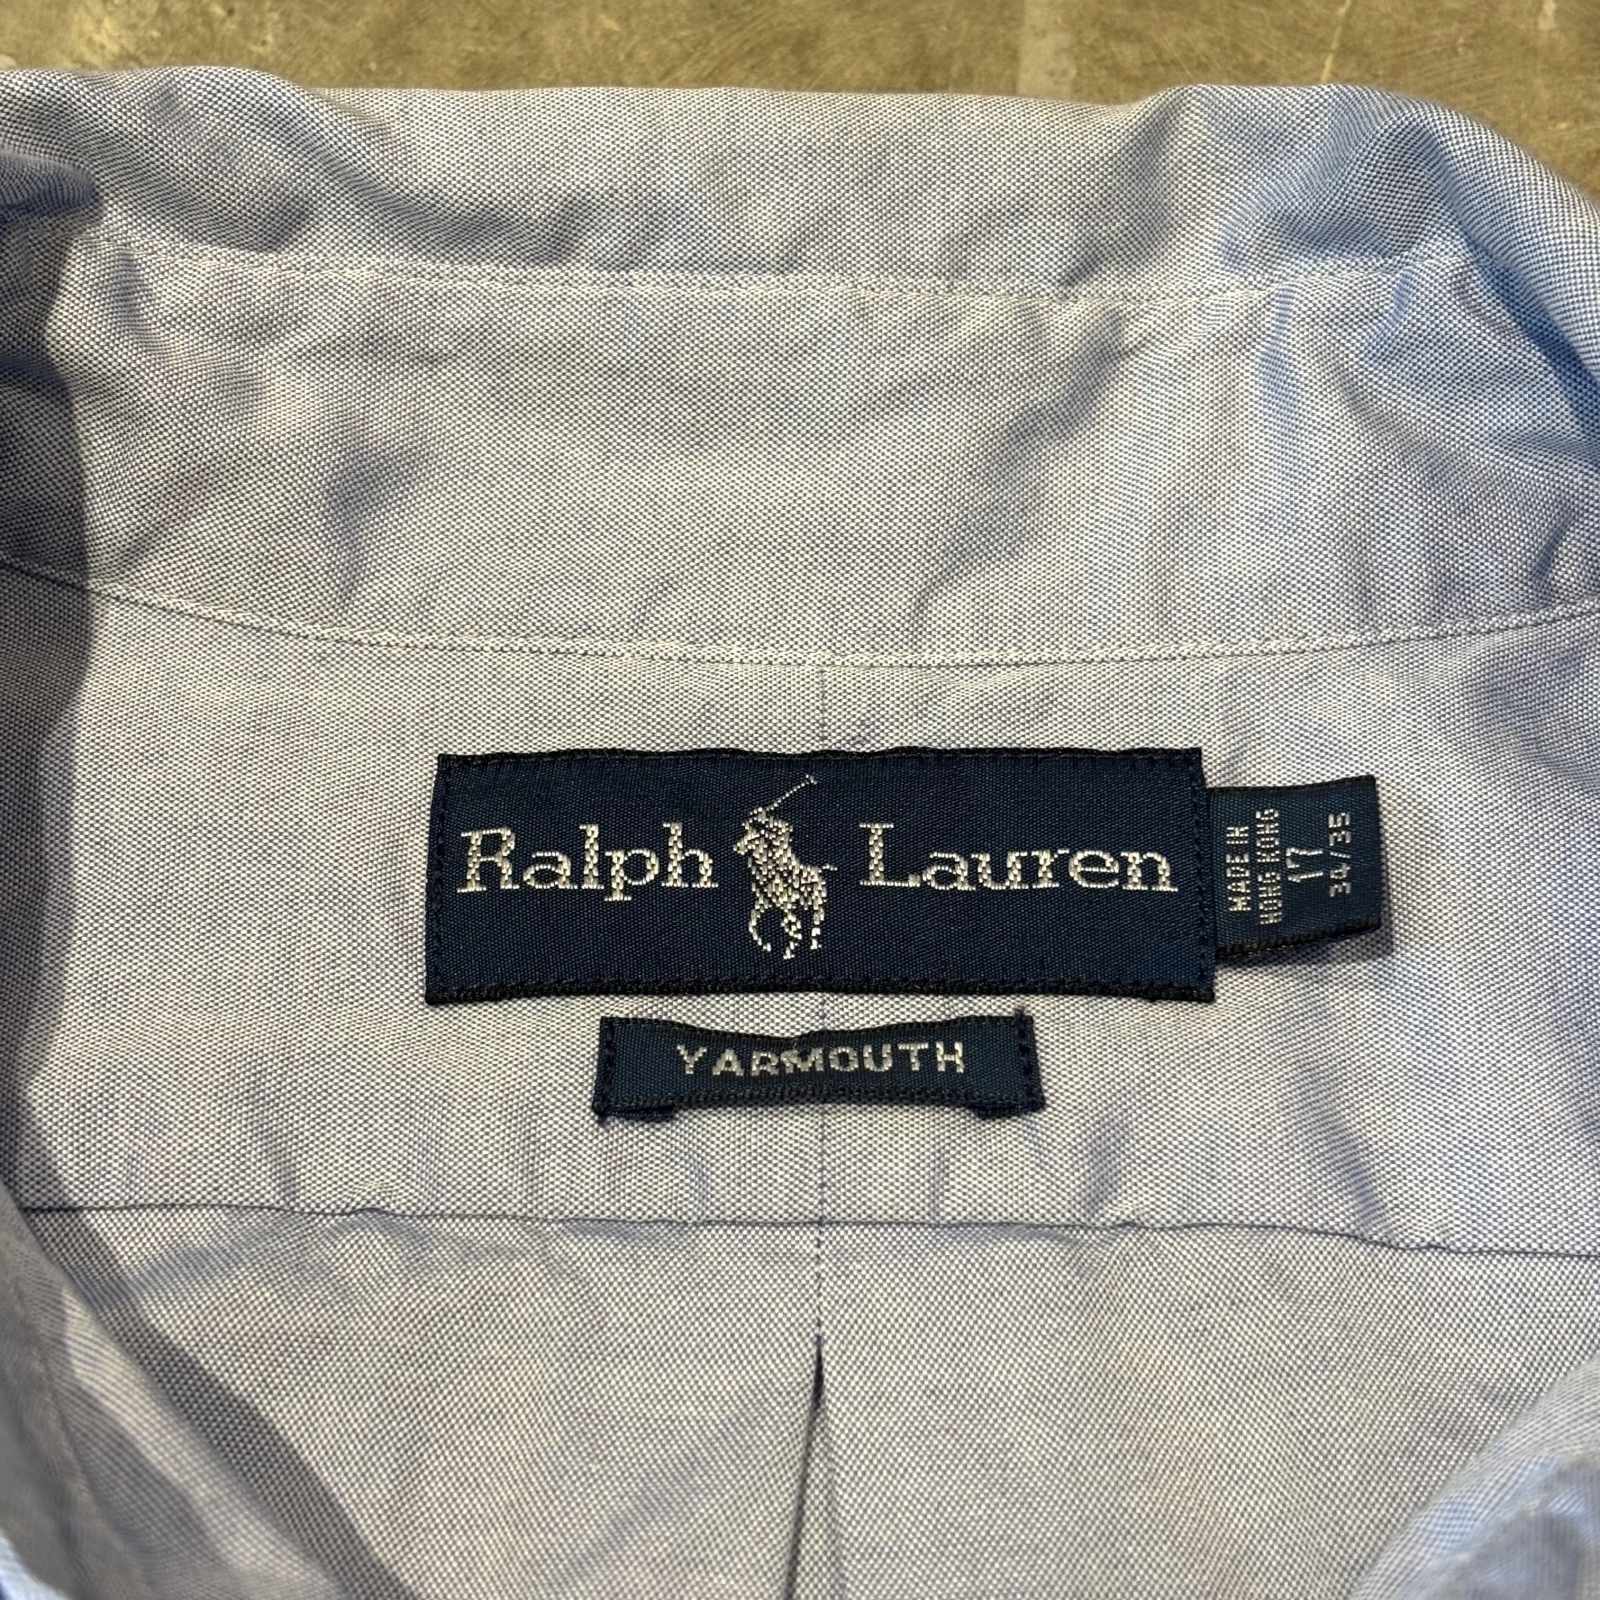 Ralph Lauren
MADE IN
HONG KONG
17
34/35
YARMOUTH